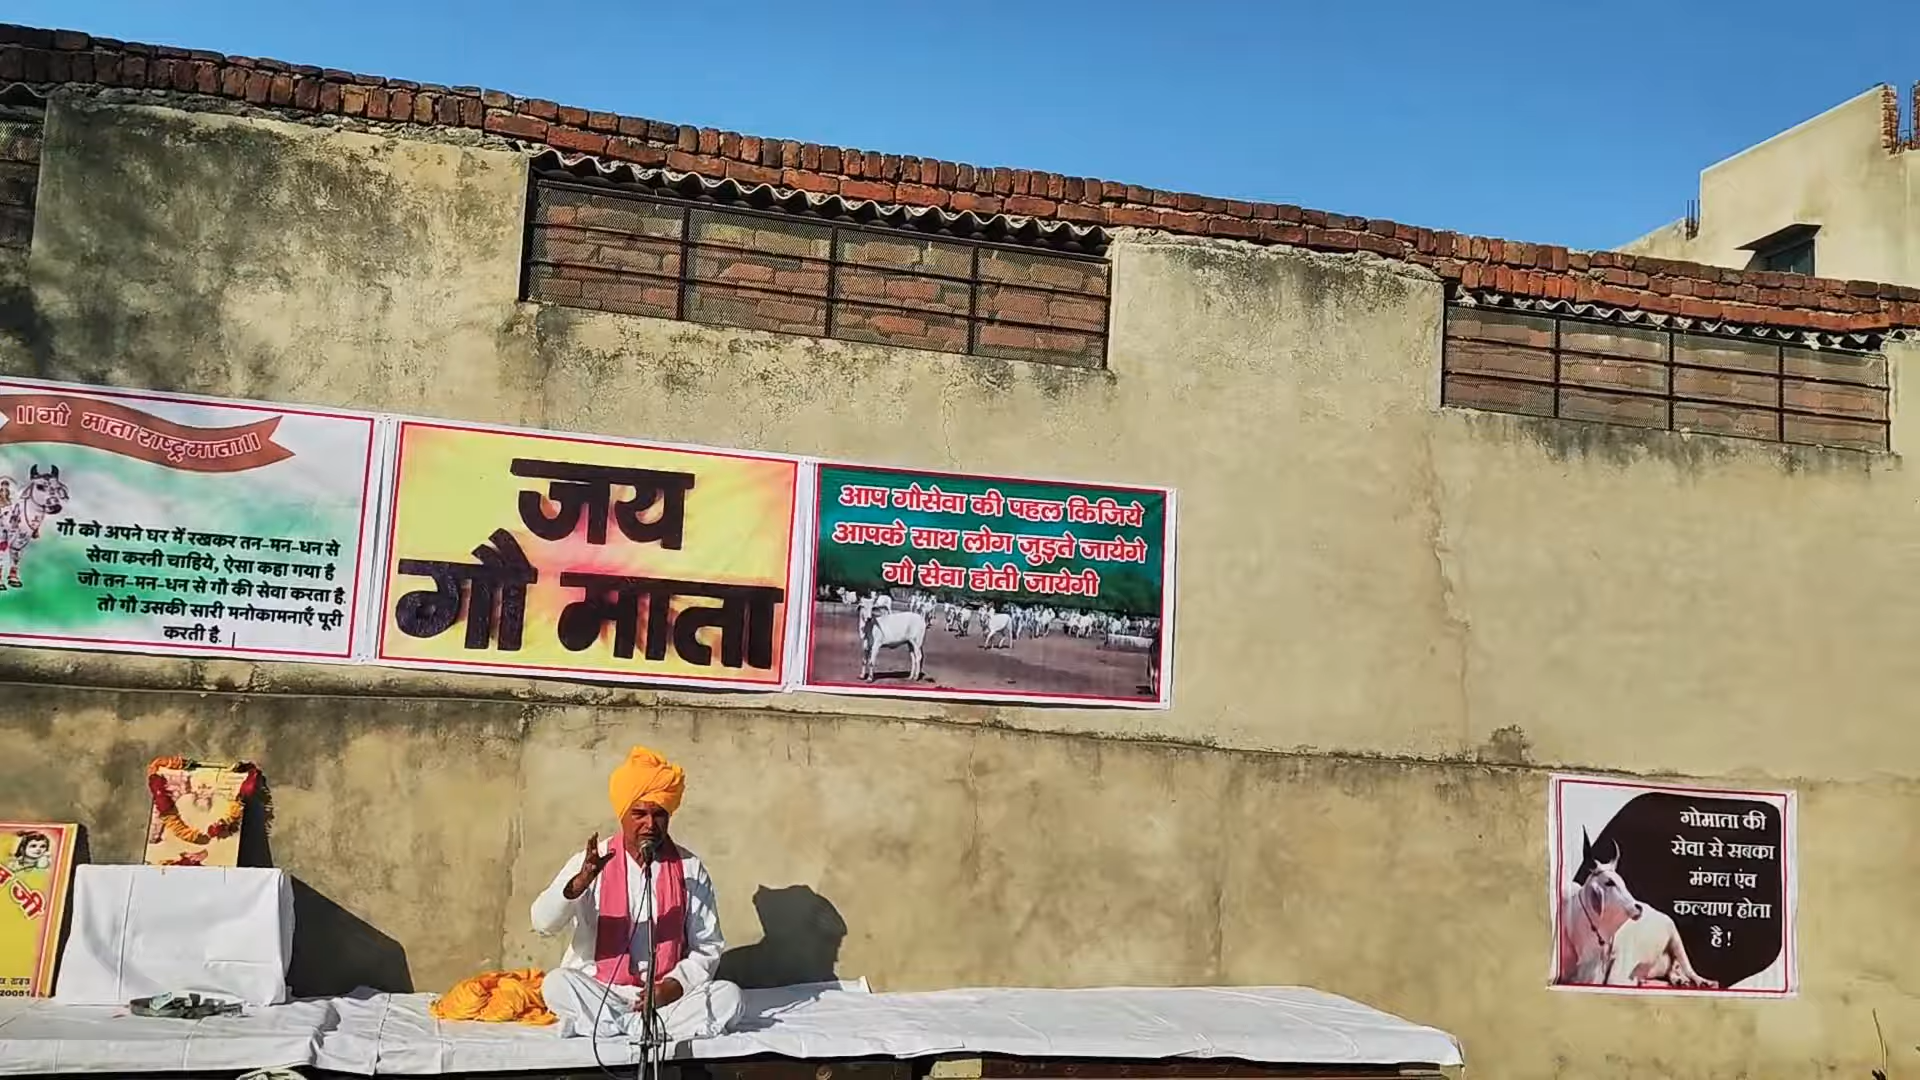 ।। गौ माता राष्ट्रमाता ।।
गौ को अपने घर में रखकर तन-मन-धन से
सेवा करनी चाहिये, ऐसा कहा गया है
जो तन-मन-धन से गौ की सेवा करता है.
तो गौ उसकी सारी मनोकामनाएँ पूरी
करती है.
जय
गौ माता
आप गौसेवा की पहल किजिये
आपके साथ लोग जुड़ते जायेगे
गौ सेवा होती जायेगी
गोमाता की
सेवा से सबका
मंगल एंव
कल्याण होता
है!
जी